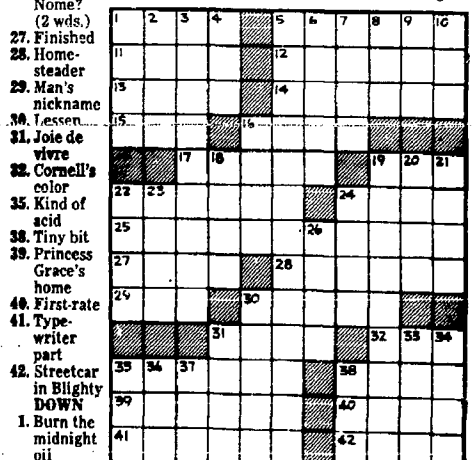 Nome?
(2 wds.)
27. Finished
28. Home-
steader
29. Man's
nickname
30. Lessen
31. Joie de
vivre
32. Cornell's
color
35. Kind of
acid
38. Tiny bit
39. Princess
Grace's
home
40. First-rate
41. Type-
writer
part
42. Streetcar
in Blighty
DOWN
1. Burn the
midnight
oil
1 2 3 4 5 6 7 8 9 10
11 12
13 14
15 16
17 18 19 20 21
22 23 24
25 26
27 28
29 30
31 32 33 34
35 36 37 38
39 40
41 42